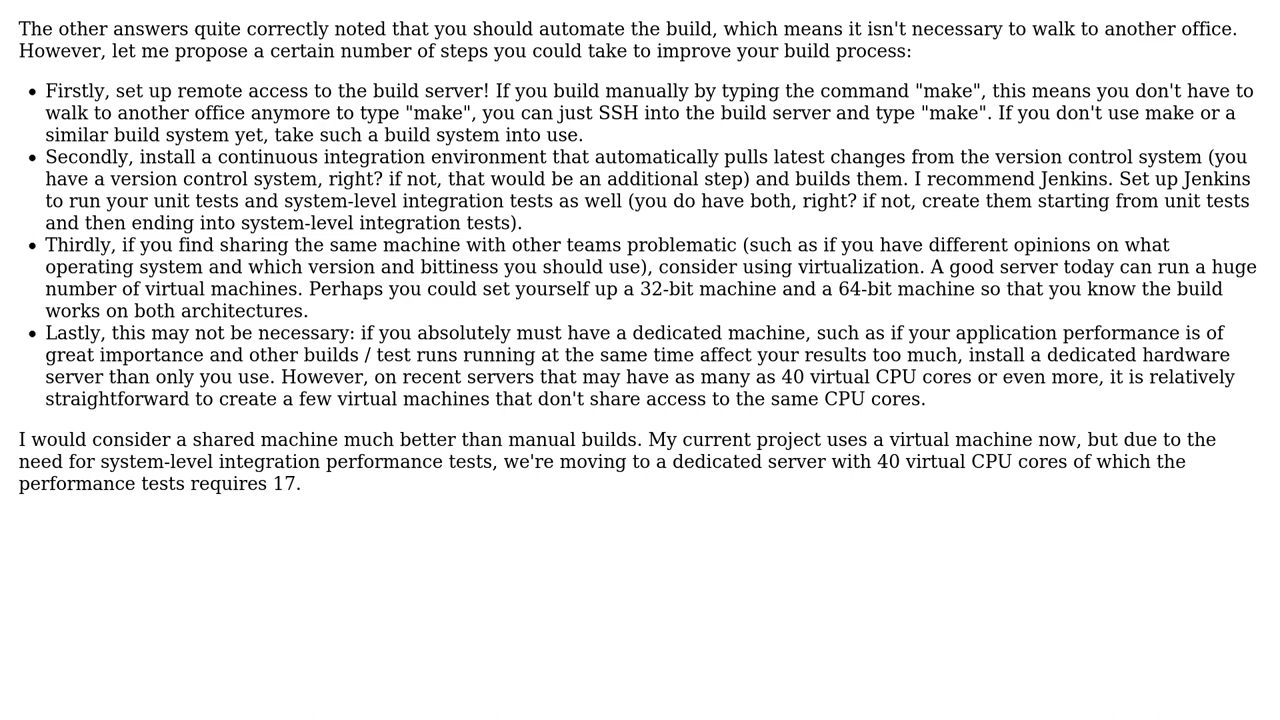 The other answers quite correctly noted that you should automate the build, which means it isn't necessary to walk to another office.
However, let me propose a certain number of steps you could take to improve your build process:
• Firstly, set up remote access to the build server! If you build manually by typing the command "make", this means you don't have to
walk to another office anymore to type "make", you can just SSH into the build server and type "make". If you don't use make or a
similar build system yet, take such a build system into use.
• Secondly, install a continuous integration environment that automatically pulls latest changes from the version control system (you
have a version control system, right? if not, that would be an additional step) and builds them. I recommend Jenkins. Set up Jenkins
to run your unit tests and system-level integration tests as well (you do have both, right? if not, create them starting from unit tests
and then ending into system-level integration tests).
• Thirdly, if you find sharing the same machine with other teams problematic (such as if you have different opinions on what
operating system and which version and bittiness you should use), consider using virtualization. A good server today can run a huge
number of virtual machines. Perhaps you could set yourself up a 32-bit machine and a 64-bit machine so that you know the build
works on both architectures.
• Lastly, this may not be necessary: if you absolutely must have a dedicated machine, such as if your application performance is of
great importance and other builds / test runs running at the same time affect your results too much, install a dedicated hardware
server than only you use. However, on recent servers that may have as many as 40 virtual CPU cores or even more, it is relatively
straightforward to create a few virtual machines that don't share access to the same CPU cores.
I would consider a shared machine much better than manual builds. My current project uses a virtual machine now, but due to the
need for system-level integration performance tests, we're moving to a dedicated server with 40 virtual CPU cores of which the
performance tests requires 17.